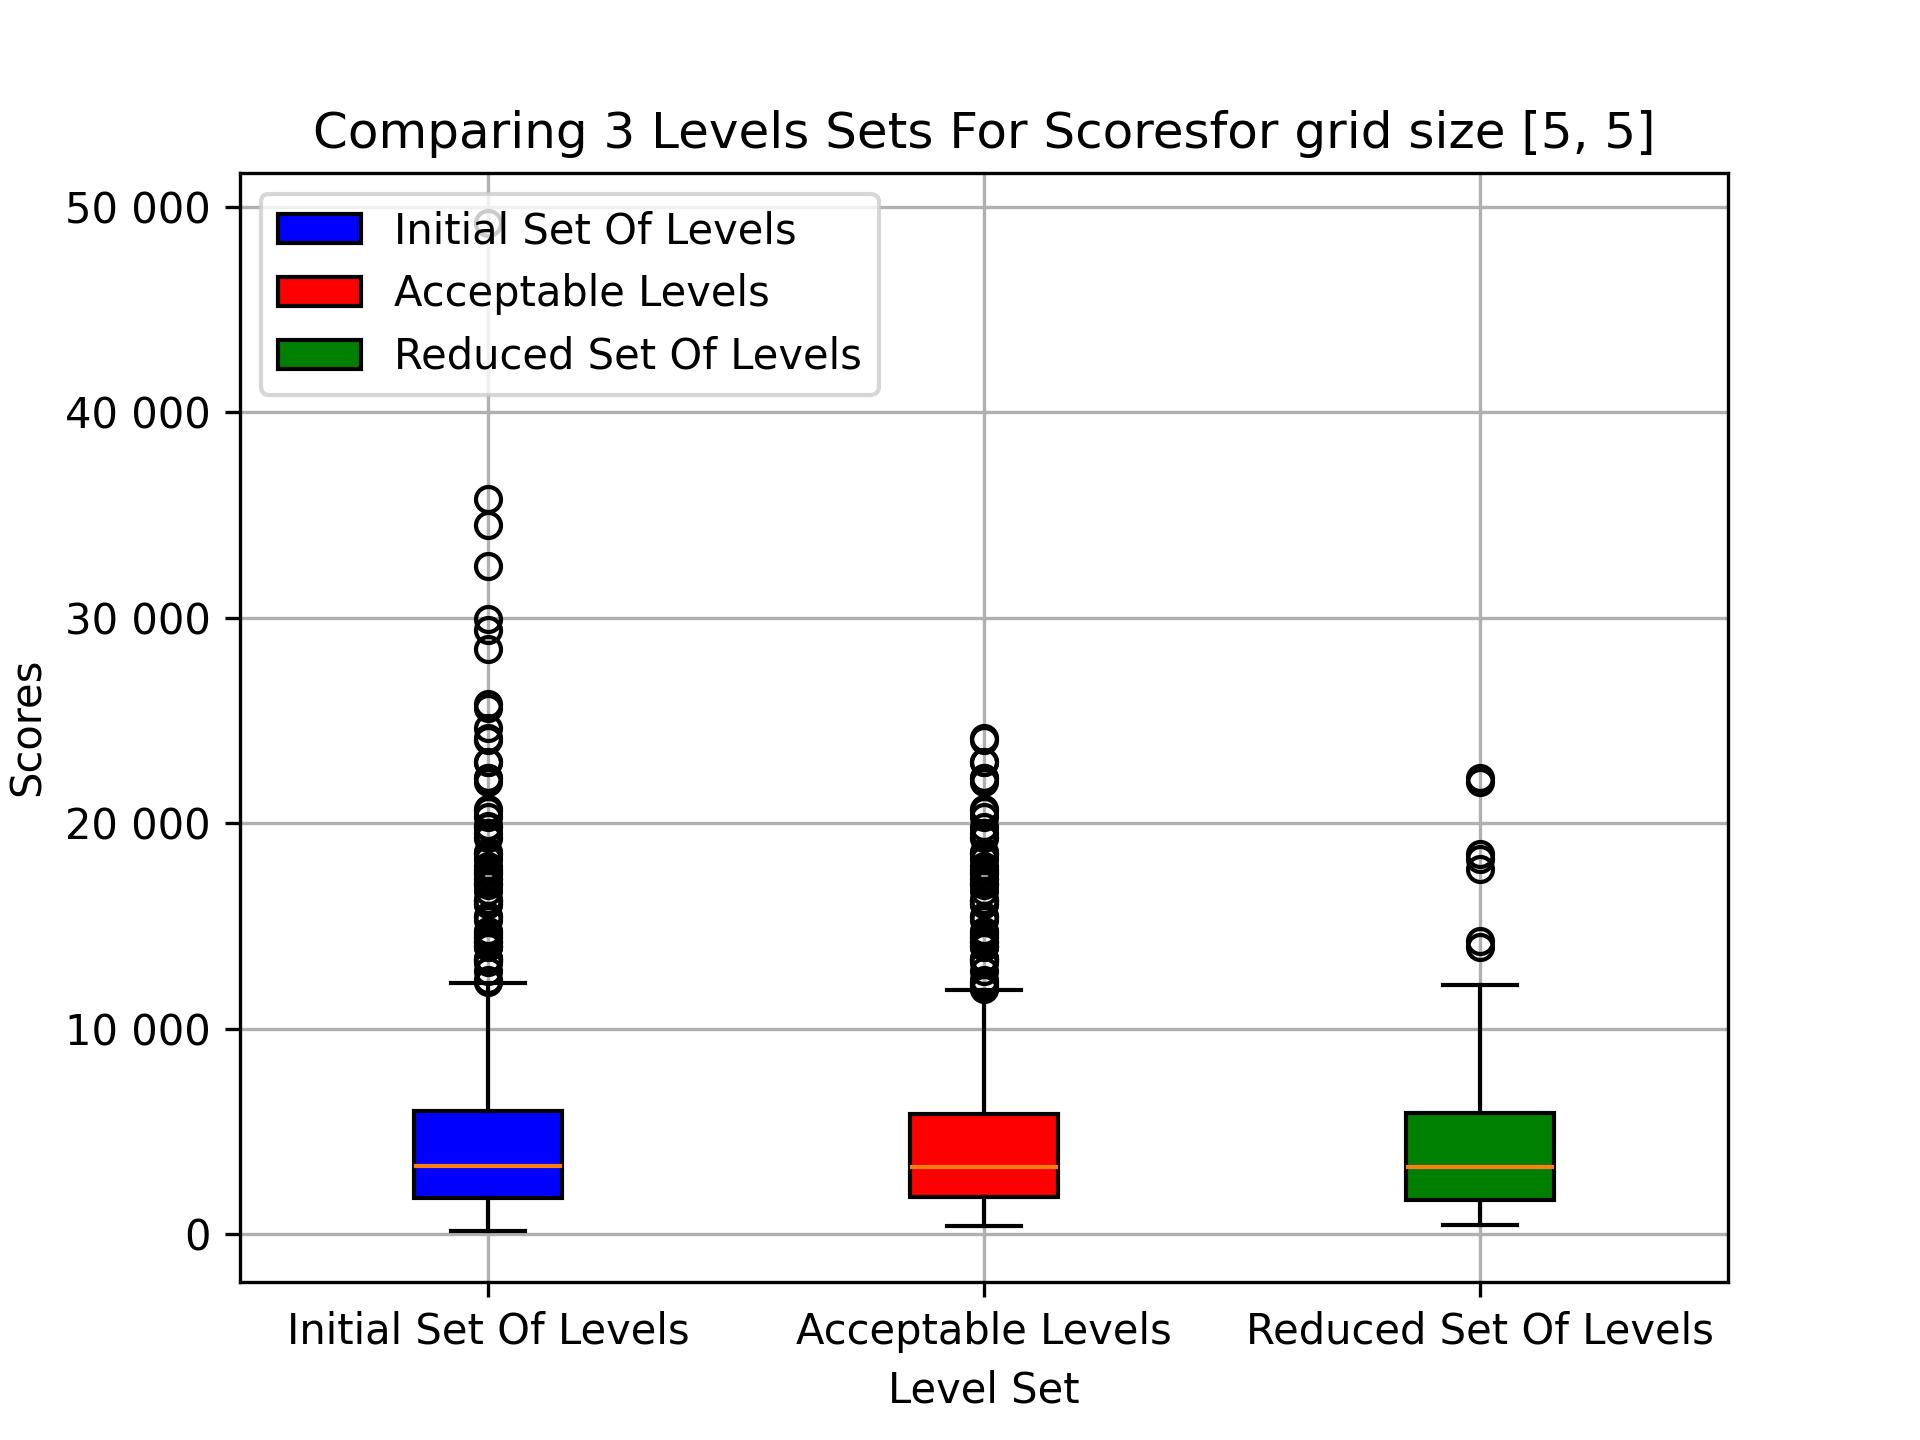 Comparing 3 Levels Sets For Scoresfor grid size [5, 5]
50 000
40 000
30 000
20 000
10 000
0
Scores
Initial Set Of Levels
Acceptable Levels
Reduced Set Of Levels
Initial Set Of Levels
Acceptable Levels
Reduced Set Of Levels
Level Set